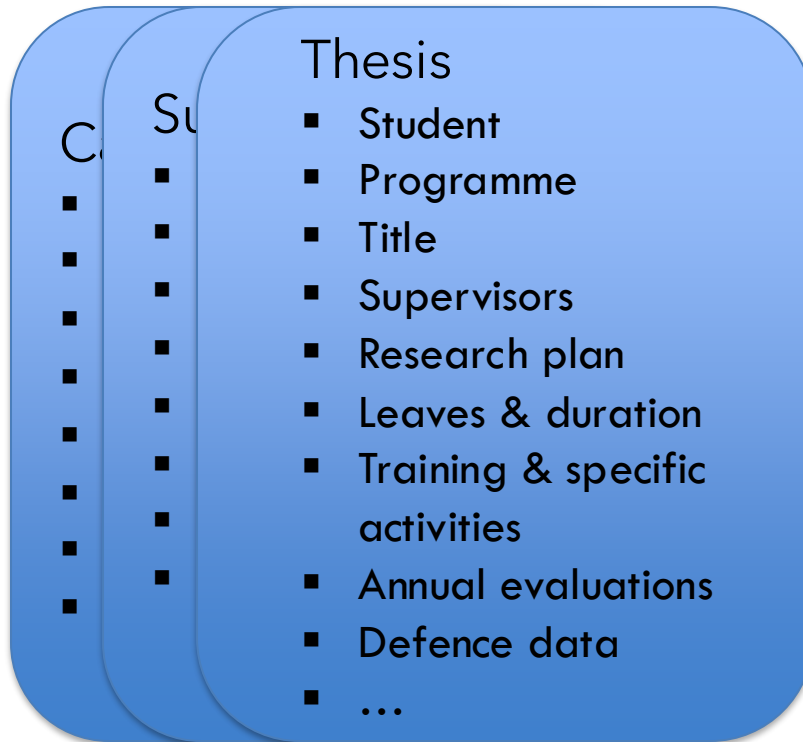 Thesis
▪ Student
▪ Programme
▪ Title
▪ Supervisors
▪ Research plan
▪ Leaves & duration
▪ Training & specific
activities
▪ Annual evaluations
▪ Defence data
▪ ...